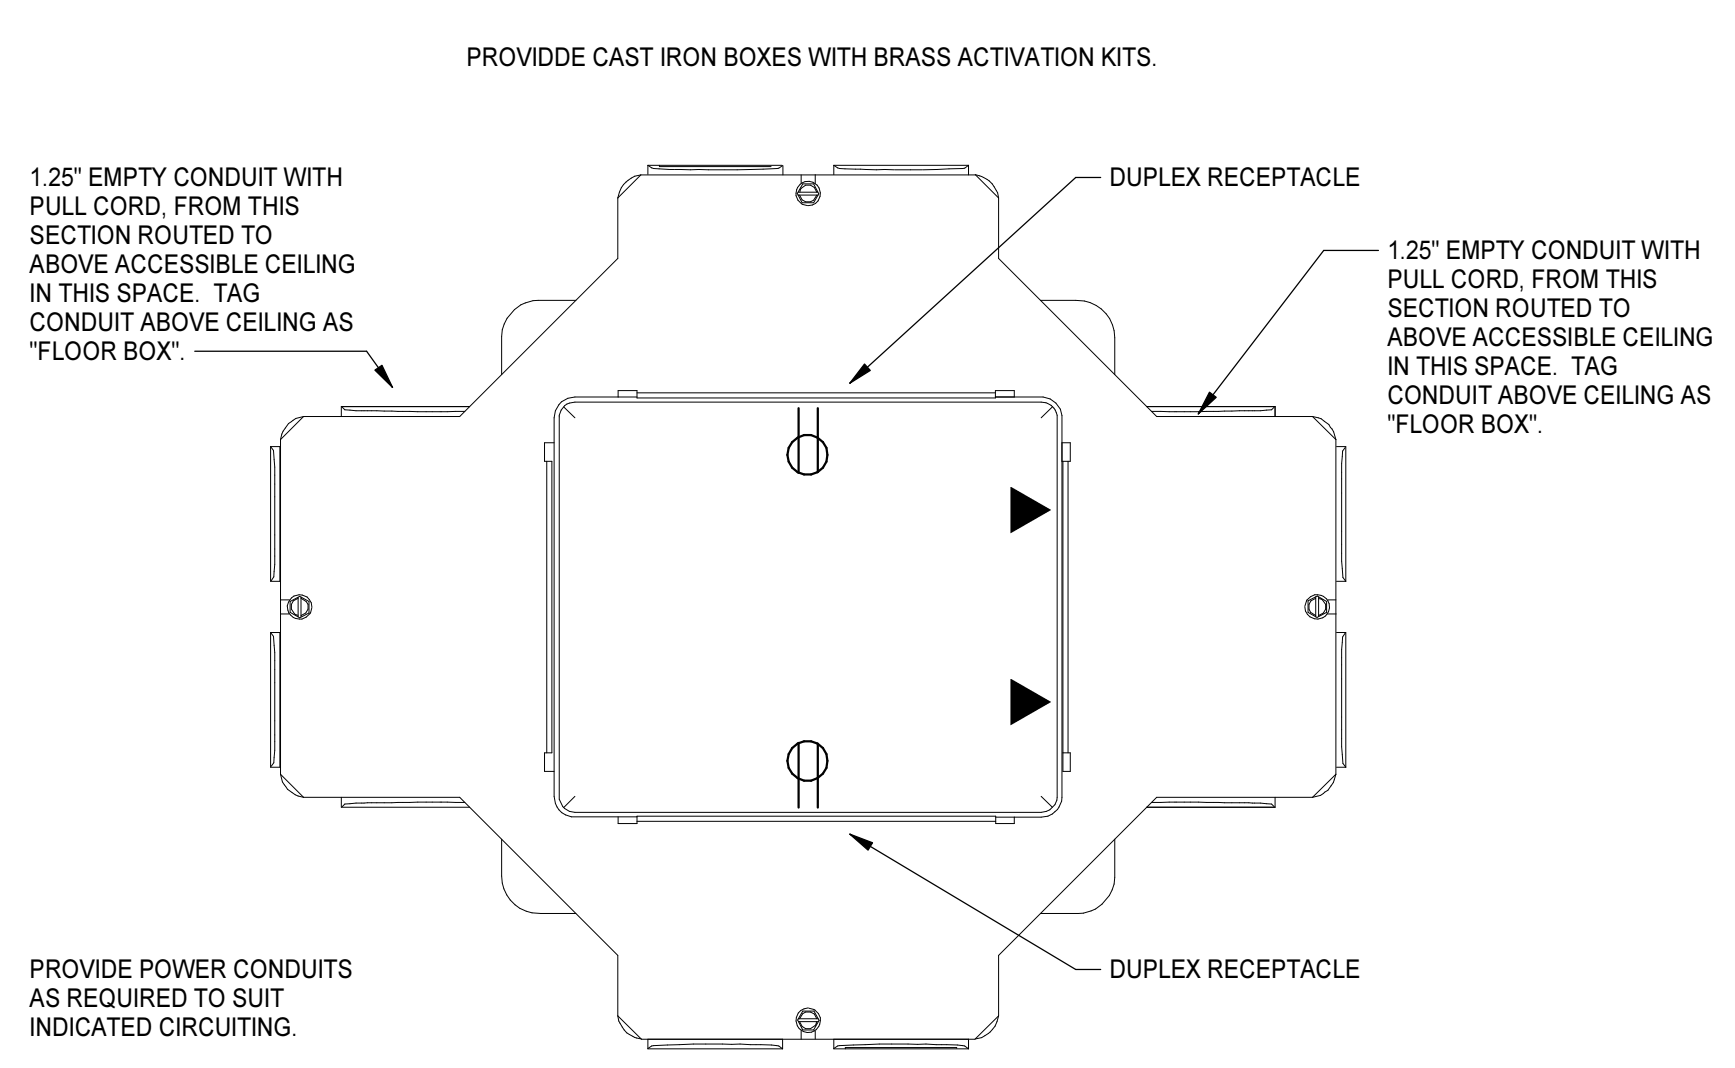 PROVIDDE CAST IRON BOXES WITH BRASS ACTIVATION KITS.
1.25" EMPTY CONDUIT WITH
PULL CORD, FROM THIS
SECTION ROUTED TO
ABOVE ACCESSIBLE CEILING
IN THIS SPACE.  TAG
CONDUIT ABOVE CEILING AS
"FLOOR BOX".
DUPLEX RECEPTACLE
1.25" EMPTY CONDUIT WITH
PULL CORD, FROM THIS
SECTION ROUTED TO
ABOVE ACCESSIBLE CEILING
IN THIS SPACE.  TAG
CONDUIT ABOVE CEILING AS
"FLOOR BOX".
PROVIDE POWER CONDUITS
AS REQUIRED TO SUIT
INDICATED CIRCUITING.
DUPLEX RECEPTACLE